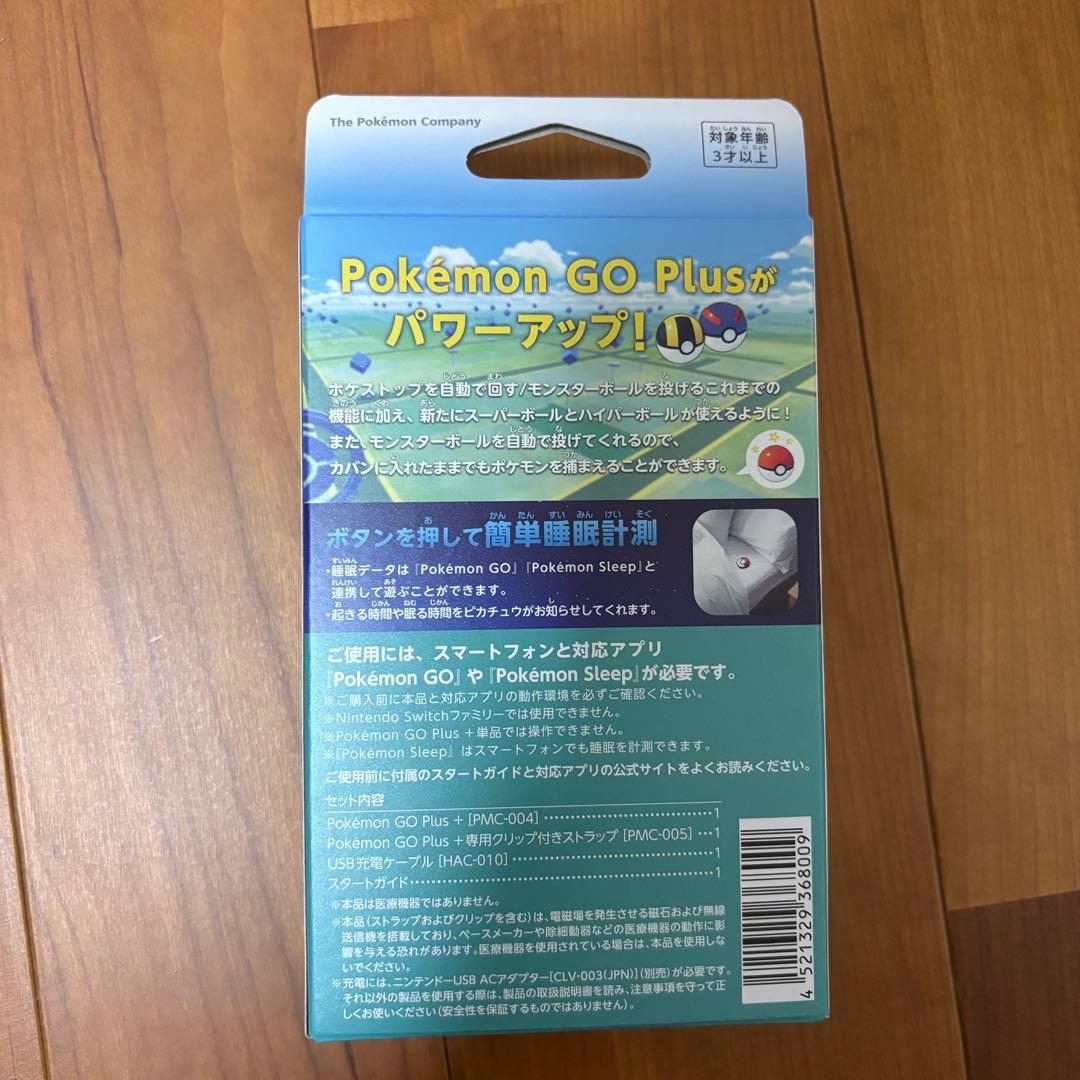 The Pokémon Company
対象年齢
3才以上
Pokémon GO Plusが
パワーアップ!
ポケストップを自動で回す/モンスターボールを投げるこれまでの
機能に加え、新たにスーパーボールとハイパーボールが使えるように!
また、モンスターボールを自動で投げてくれるので、
カバンに入れたままでもポケモンを捕まえることができます。
ボタンを押して簡単睡眠計測
・睡眠データは『Pokémon GO』『Pokémon Sleep』と
連携して遊ぶことができます。
・起きる時間や眠る時間をピカチュウがお知らせしてくれます。
ご使用には、スマートフォンと対応アプリ
『Pokémon GO』や『Pokémon Sleep』が必要です。
※ご購入前に本品と対応アプリの動作環境を必ずご確認ください。
※Nintendo Switchファミリーでは使用できません。
※Pokémon GO Plus +単品では操作できません。
※『Pokémon Sleep』はスマートフォンでも睡眠を計測できます。
ご使用前に付属のスタートガイドと対応アプリの公式サイトをよくお読みください。
セット内容
Pokémon GO Plus + [PMC-004] ……1
Pokémon GO Plus +専用クリップ付きストラップ [PMC-005] …1
USB充電ケーブル [HAC-010] ……1
スタートガイド……1
※本品は医療機器ではありません。
※本品(ストラップおよびクリップを含む)は、電磁場を発生させる磁石および無線
送信機を搭載しており、ペースメーカーや除細動器などの医療機器の動作に影
響を与える恐れがあります。医療機器を使用されている場合は、本品を使用しな
いでください。
※充電には、ニンテンドーUSB ACアダプター[CLV-003(JPN)](別売)が必要です。
それ以外の製品を使用する際は、製品の取扱説明書を読み、注意事項を守って正
しくお使いください(安全性を保証するものではありません)。
4 521329 368009